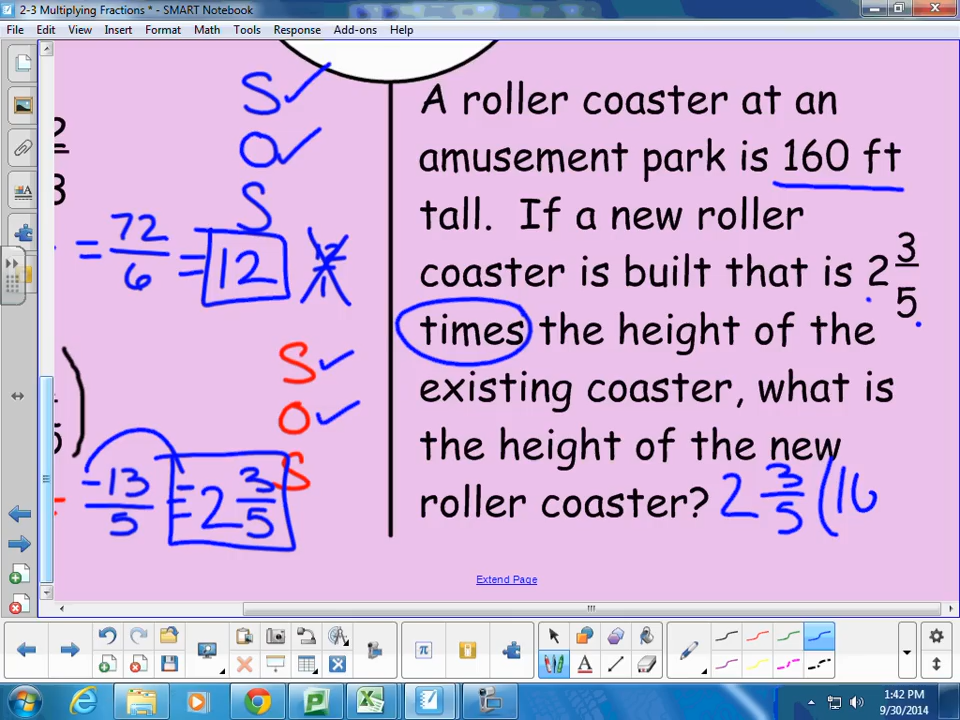 2-3 Multiplying Fractions * - SMART Notebook
File Edit View Insert Format Math Tools Response Add-ons Help
S✓
O✓
S
= 72/6 = 12
S✓
O✓
S
-13/5 = -2 3/5
A roller coaster at an
amusement park is 160 ft
tall. If a new roller
coaster is built that is 2 3/5
times the height of the
existing coaster, what is
the height of the new
roller coaster? 2 3/5 (16
Extend Page
1:42 PM
9/30/2014